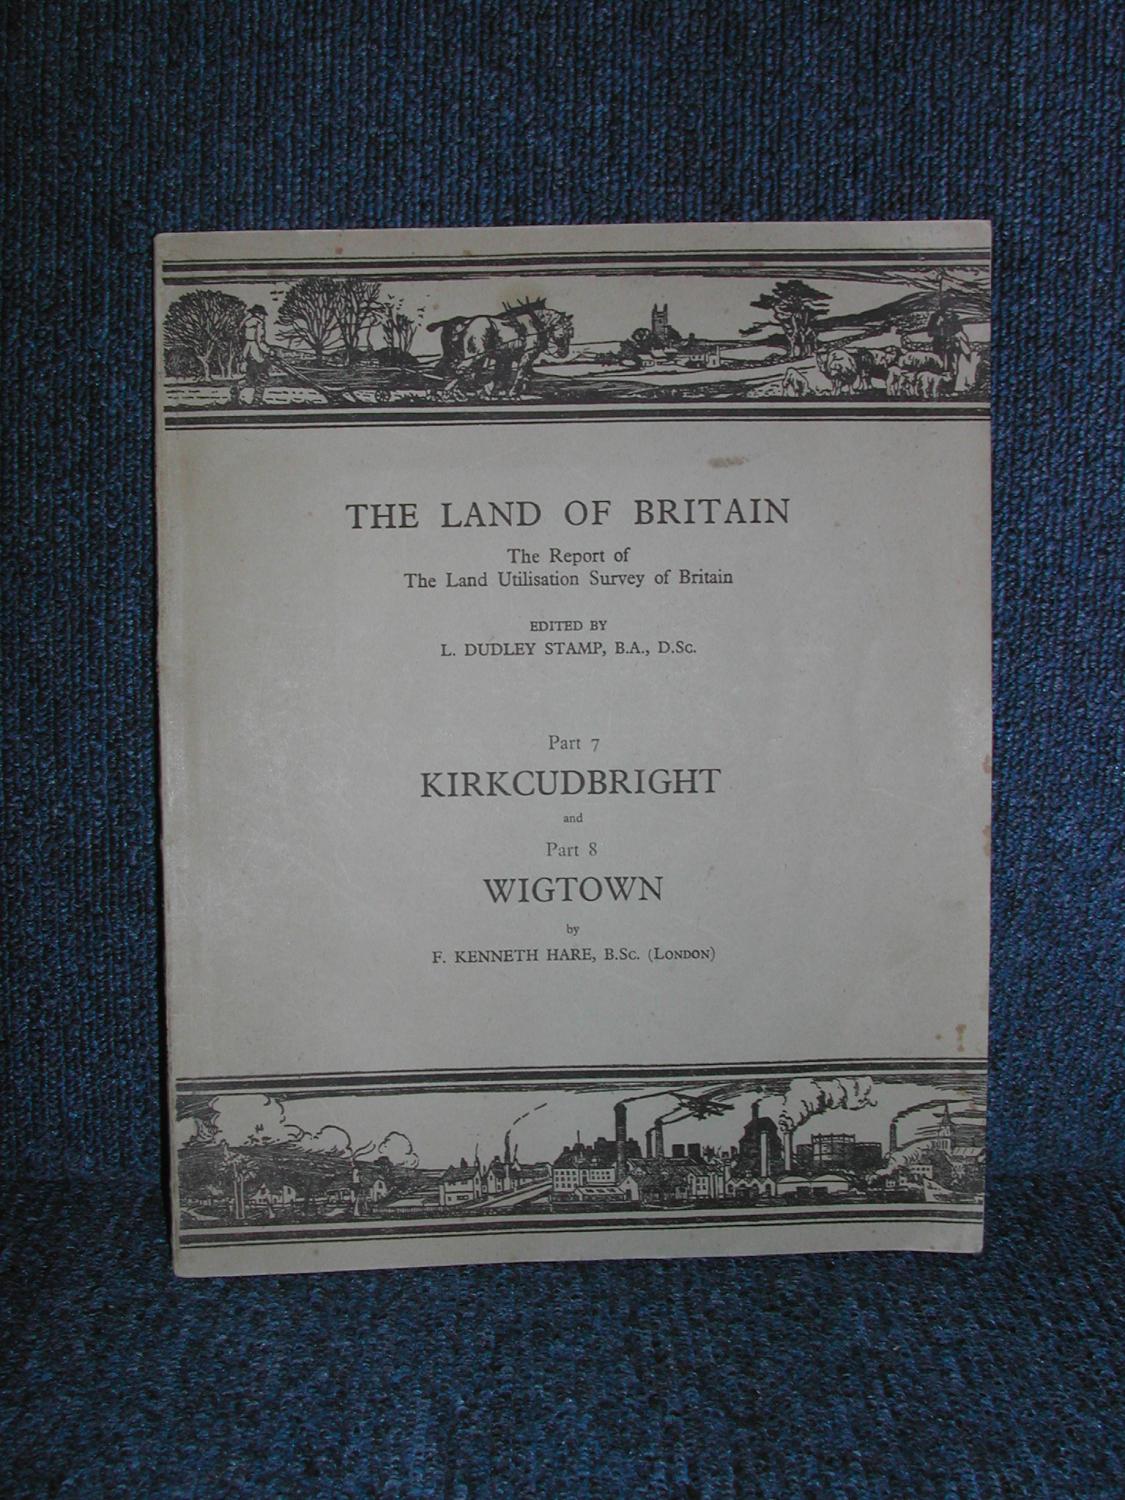 THE LAND OF BRITAIN
The Report of
The Land Utilisation Survey of Britain
EDITED BY
L. DUDLEY STAMP, B.A., D.Sc.
Part 7
KIRKCUDBRIGHT
and
Part 8
WIGTOWN
by
F. KENNETH HARE, B.Sc. (LONDON)